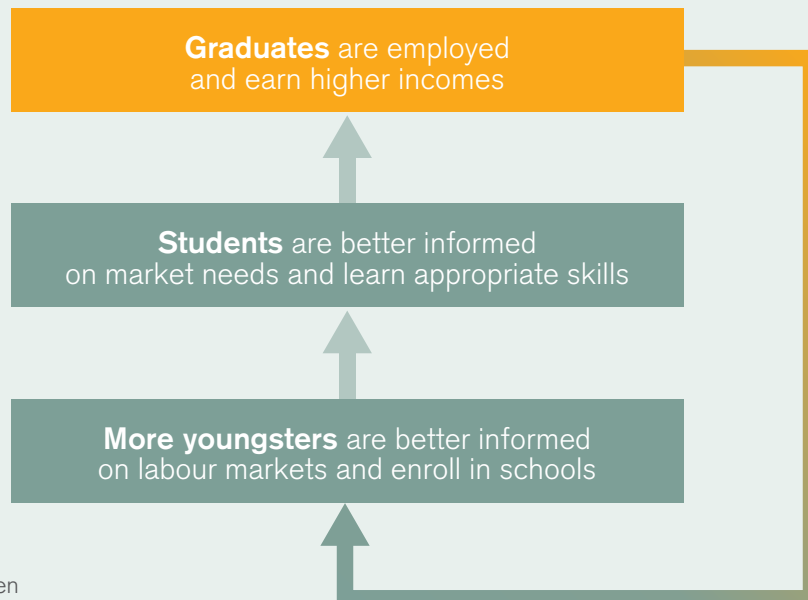 Graduates are employed
and earn higher incomes
Students are better informed
on market needs and learn appropriate skills
More youngsters are better informed
on labour markets and enroll in schools